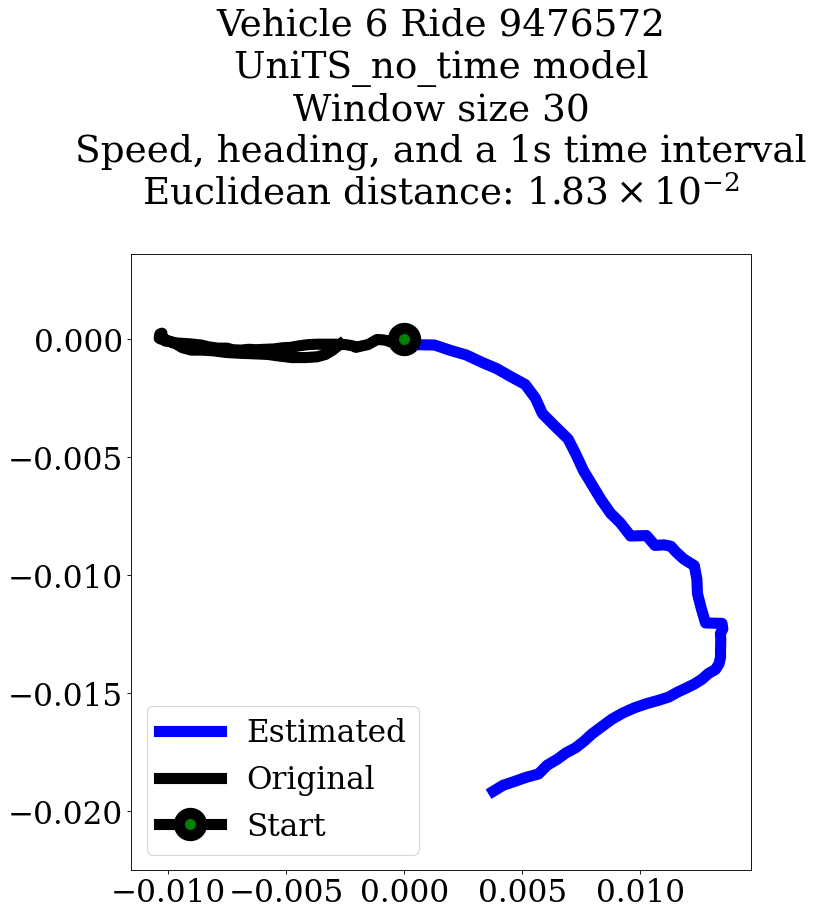 Vehicle 6 Ride 9476572
UniTS_no_time model
Window size 30
Speed, heading, and a 1s time interval
Euclidean distance: 1.83 × 10⁻²
0.000
−0.005
−0.010
−0.015
−0.020
Estimated
Original
Start
−0.010 −0.005 0.000 0.005 0.010